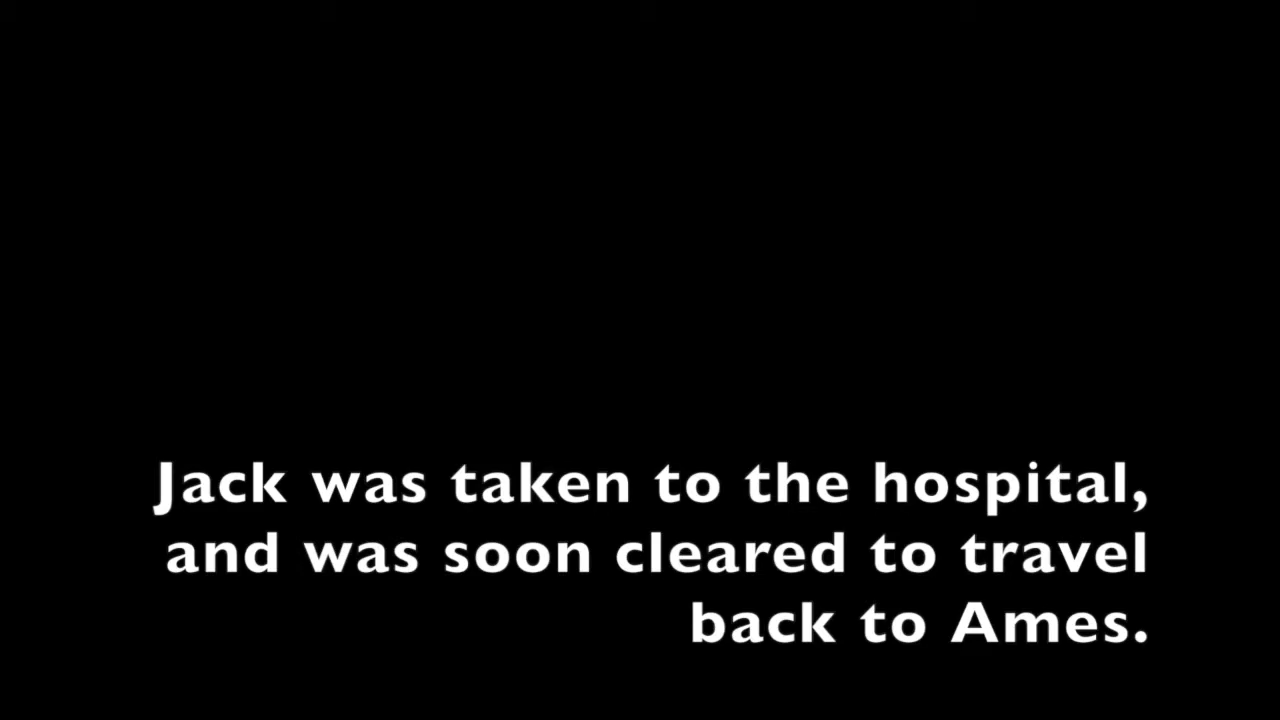 Jack was taken to the hospital,
and was soon cleared to travel
back to Ames.